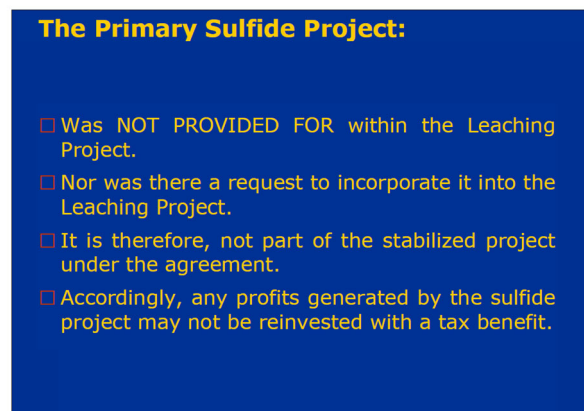 The Primary Sulfide Project:
Was NOT PROVIDED FOR within the Leaching
Project.
Nor was there a request to incorporate it into the
Leaching Project.
It is therefore, not part of the stabilized project
under the agreement.
Accordingly, any profits generated by the sulfide
project may not be reinvested with a tax benefit.